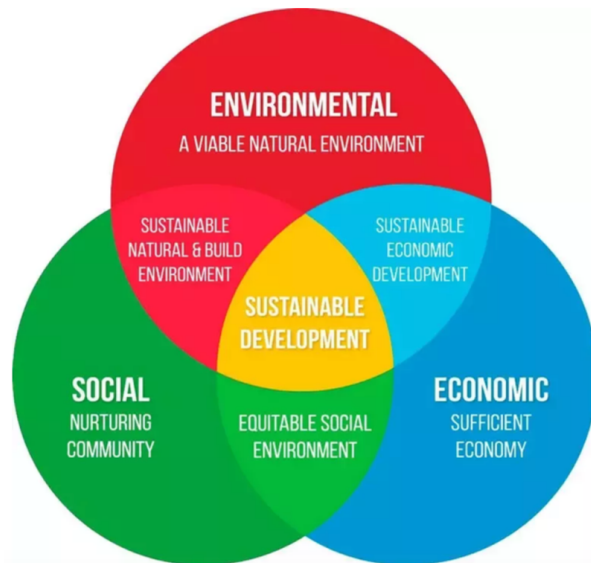 ENVIRONMENTAL
A VIABLE NATURAL ENVIRONMENT
SUSTAINABLE
NATURAL & BUILD
ENVIRONMENT
SUSTAINABLE
ECONOMIC
DEVELOPMENT
SUSTAINABLE
DEVELOPMENT
SOCIAL
NURTURING
COMMUNITY
EQUITABLE SOCIAL
ENVIRONMENT
ECONOMIC
SUFFICIENT
ECONOMY